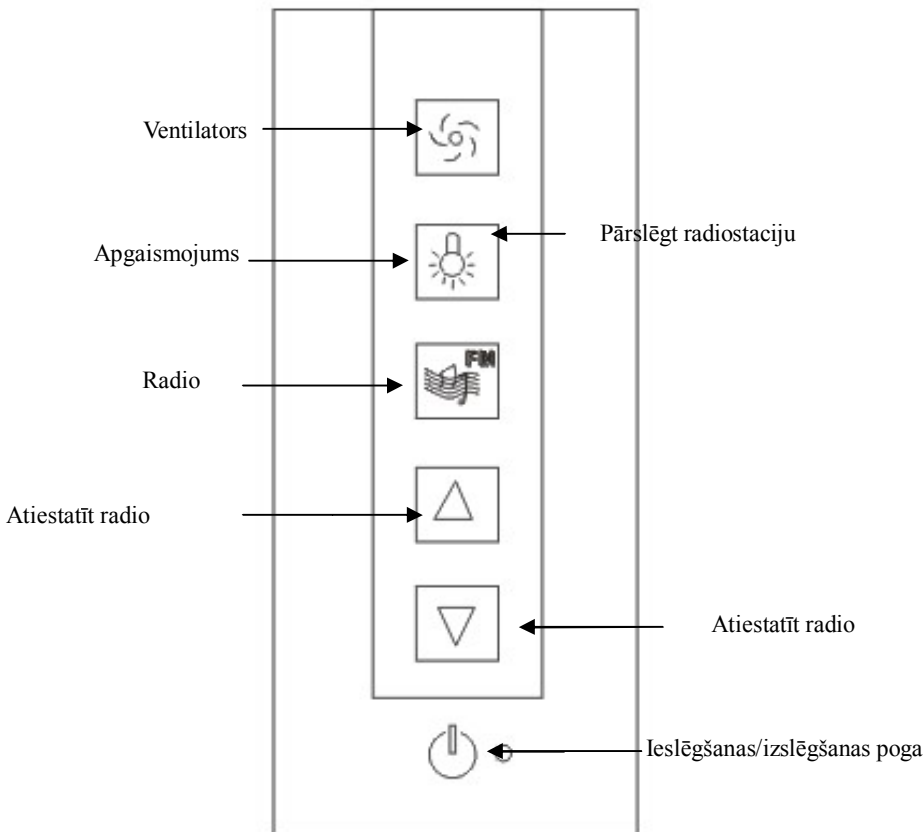 Ventilators
Pārslēgt radiostaciju
Apgaismojums
FM
Radio
Atiestatīt radio
Atiestatīt radio
Ieslēgšanas/izslēgšanas poga